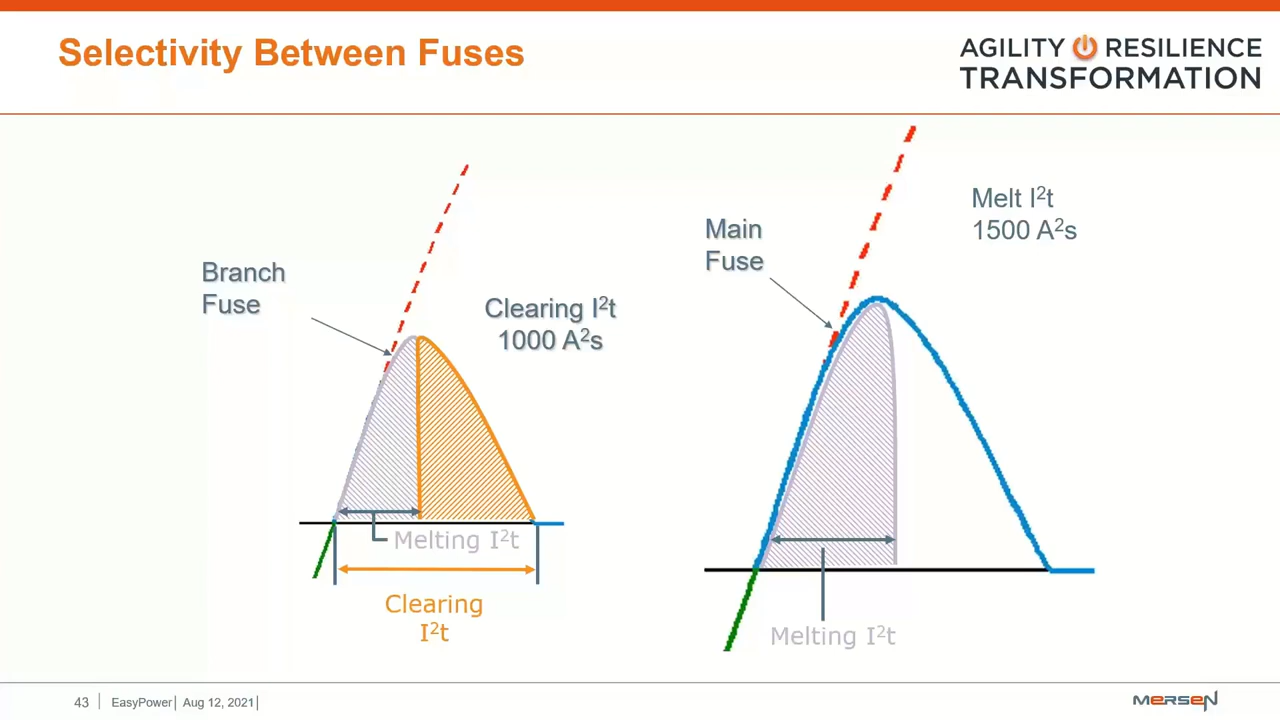 Selectivity Between Fuses
AGILITY RESILIENCE
TRANSFORMATION
Branch
Fuse
Clearing I²t
1000 A²s
Melting I²t
Clearing
I²t
Main
Fuse
Melt I²t
1500 A²s
Melting I²t
43 | EasyPower | Aug 12, 2021 |
MERSEN